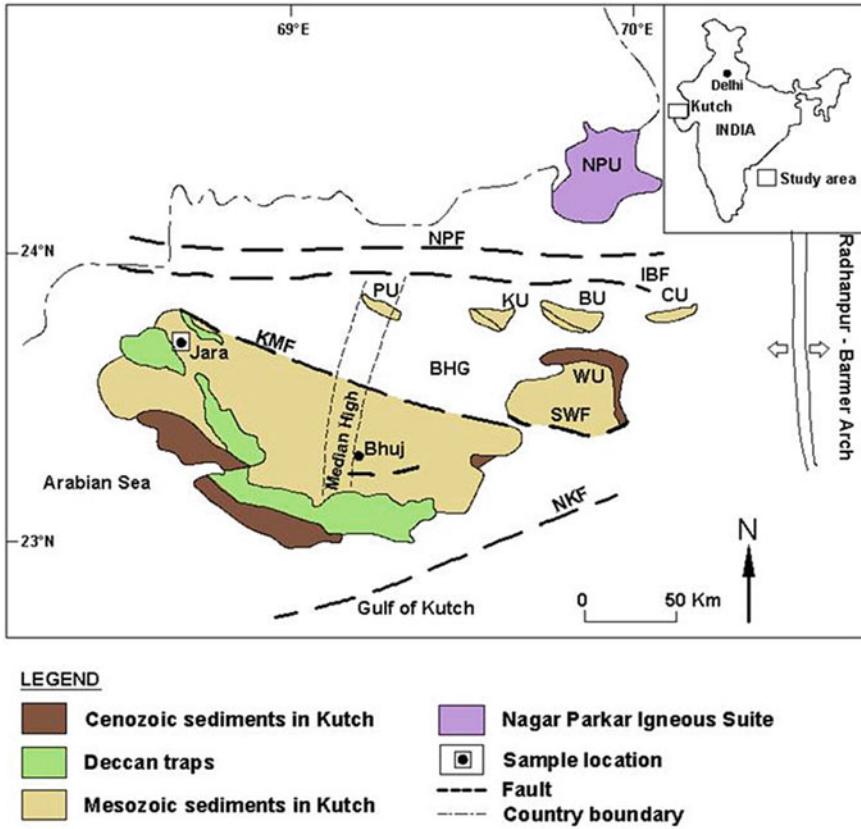 69°E
70°E
Delhi
Kutch
INDIA
Study area
NPU
24°N
NPF
IBF
PU
KU
BU
CU
Radhanpur - Barmer Arch
Jara
KMF
BHG
WU
SWF
Median High
Bhuj
Arabian Sea
NKF
23°N
N
Gulf of Kutch
0 50 Km
LEGEND
Cenozoic sediments in Kutch
Deccan traps
Mesozoic sediments in Kutch
Nagar Parkar Igneous Suite
Sample location
Fault
Country boundary